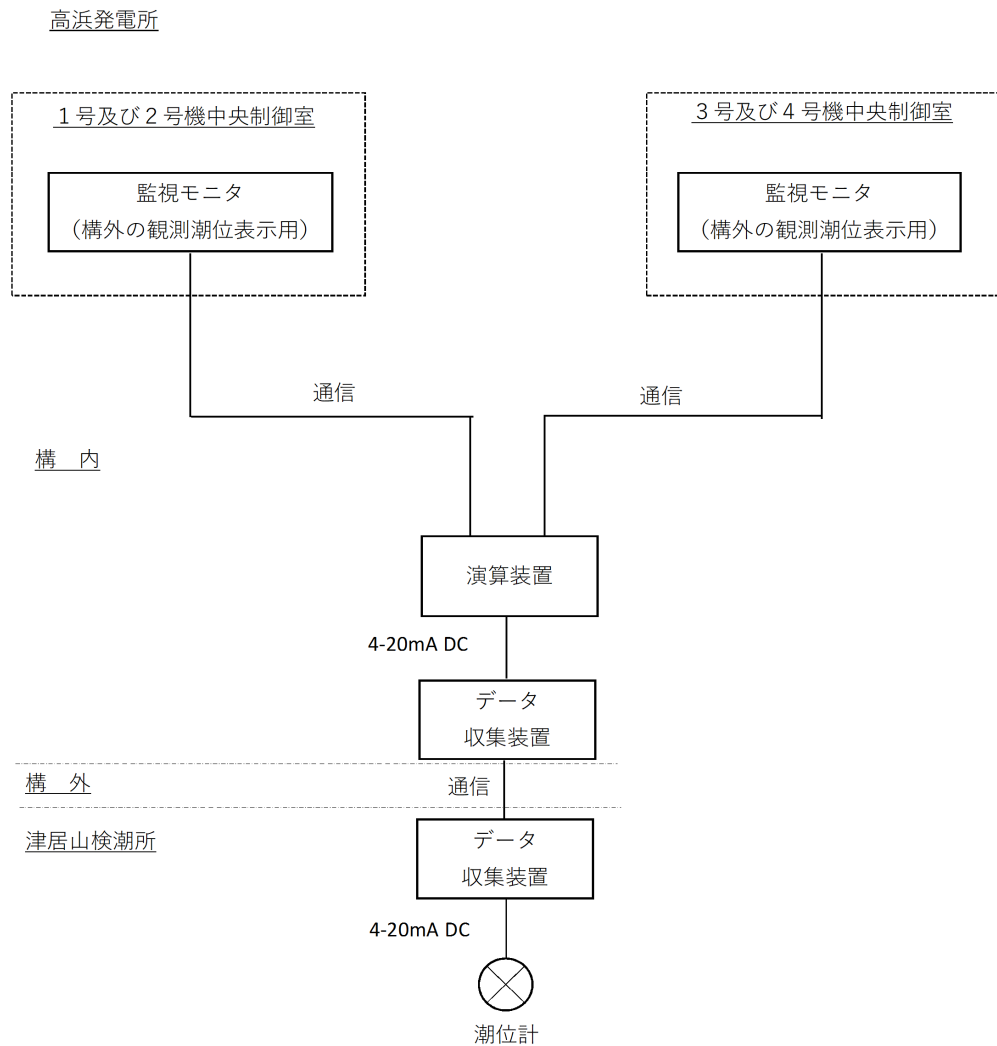 高浜発電所
１号及び２号機中央制御室
３号及び４号機中央制御室
監視モニタ
（構外の観測潮位表示用）
監視モニタ
（構外の観測潮位表示用）
通信
通信
構　内
演算装置
4-20mA DC
データ
収集装置
構　外
通信
津居山検潮所
データ
収集装置
4-20mA DC
潮位計